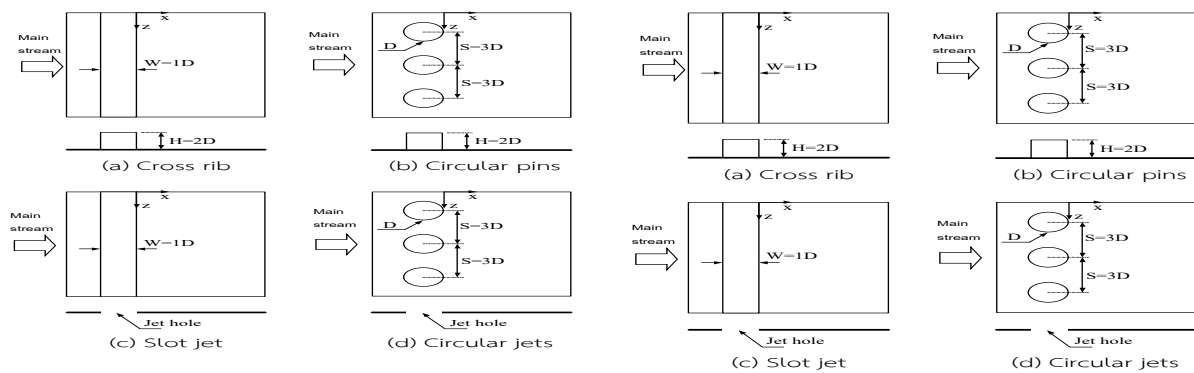 x
z
Main
stream
W=1D
H=2D
(a) Cross rib
x
z
Main
stream
D
S=3D
S=3D
H=2D
(b) Circular pins
x
z
Main
stream
W=1D
Jet hole
(c) Slot jet
x
z
Main
stream
D
S=3D
S=3D
Jet hole
(d) Circular jets
x
z
Main
stream
W=1D
H=2D
(a) Cross rib
x
z
Main
stream
D
S=3D
S=3D
H=2D
(b) Circular pins
x
z
Main
stream
W=1D
Jet hole
(c) Slot jet
x
z
Main
stream
D
S=3D
S=3D
Jet hole
(d) Circular jets